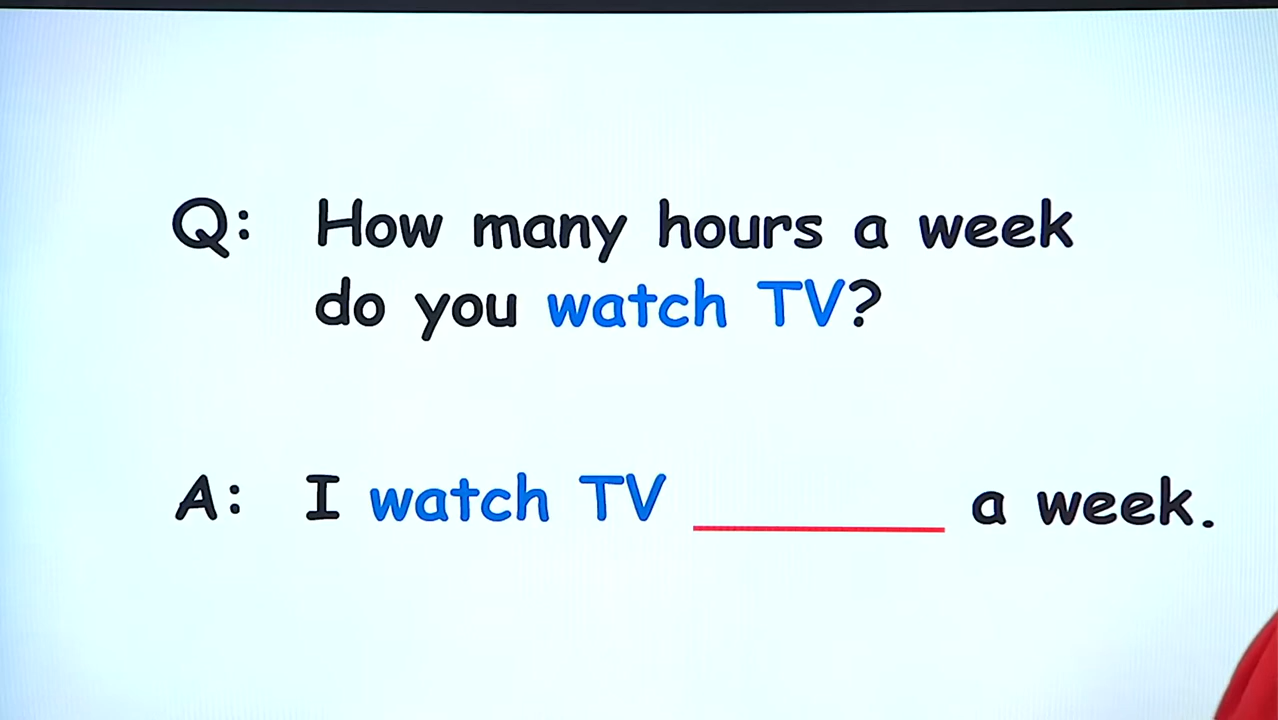 Q: How many hours a week
do you watch TV?
A: I watch TV ________ a week.